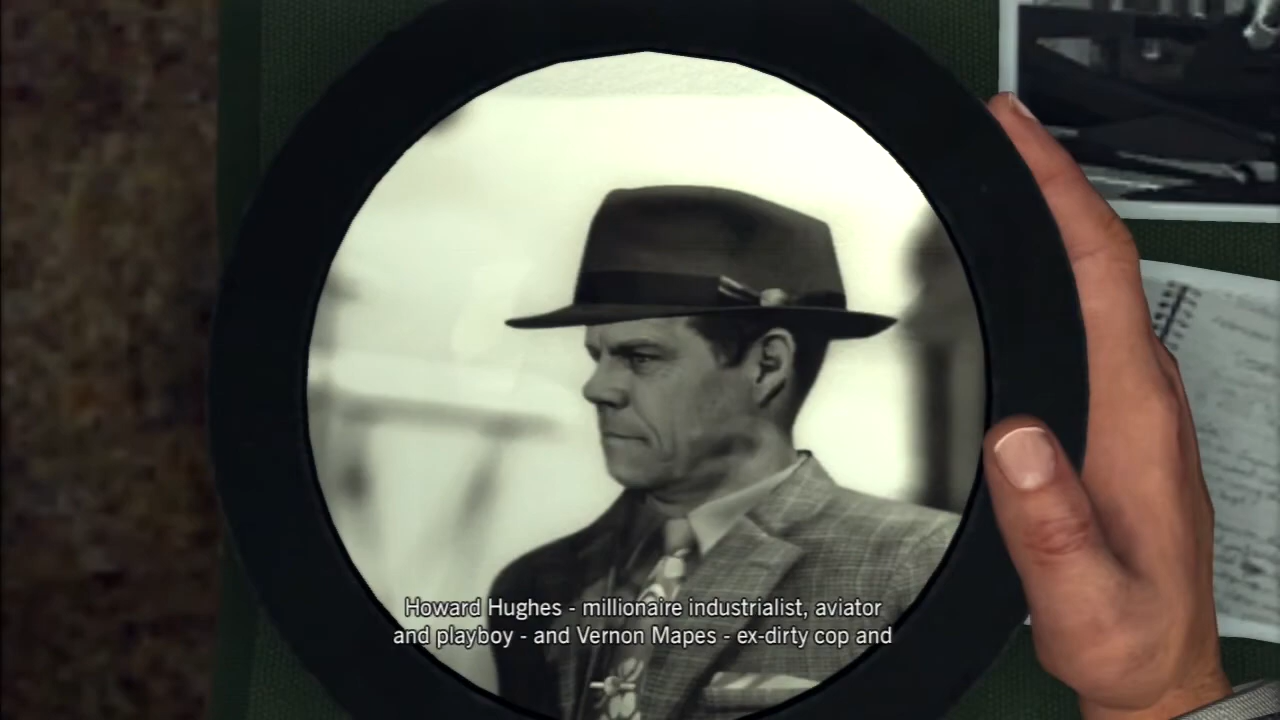 Howard Hughes - millionaire industrialist, aviator
and playboy - and Vernon Mapes - ex-dirty cop and